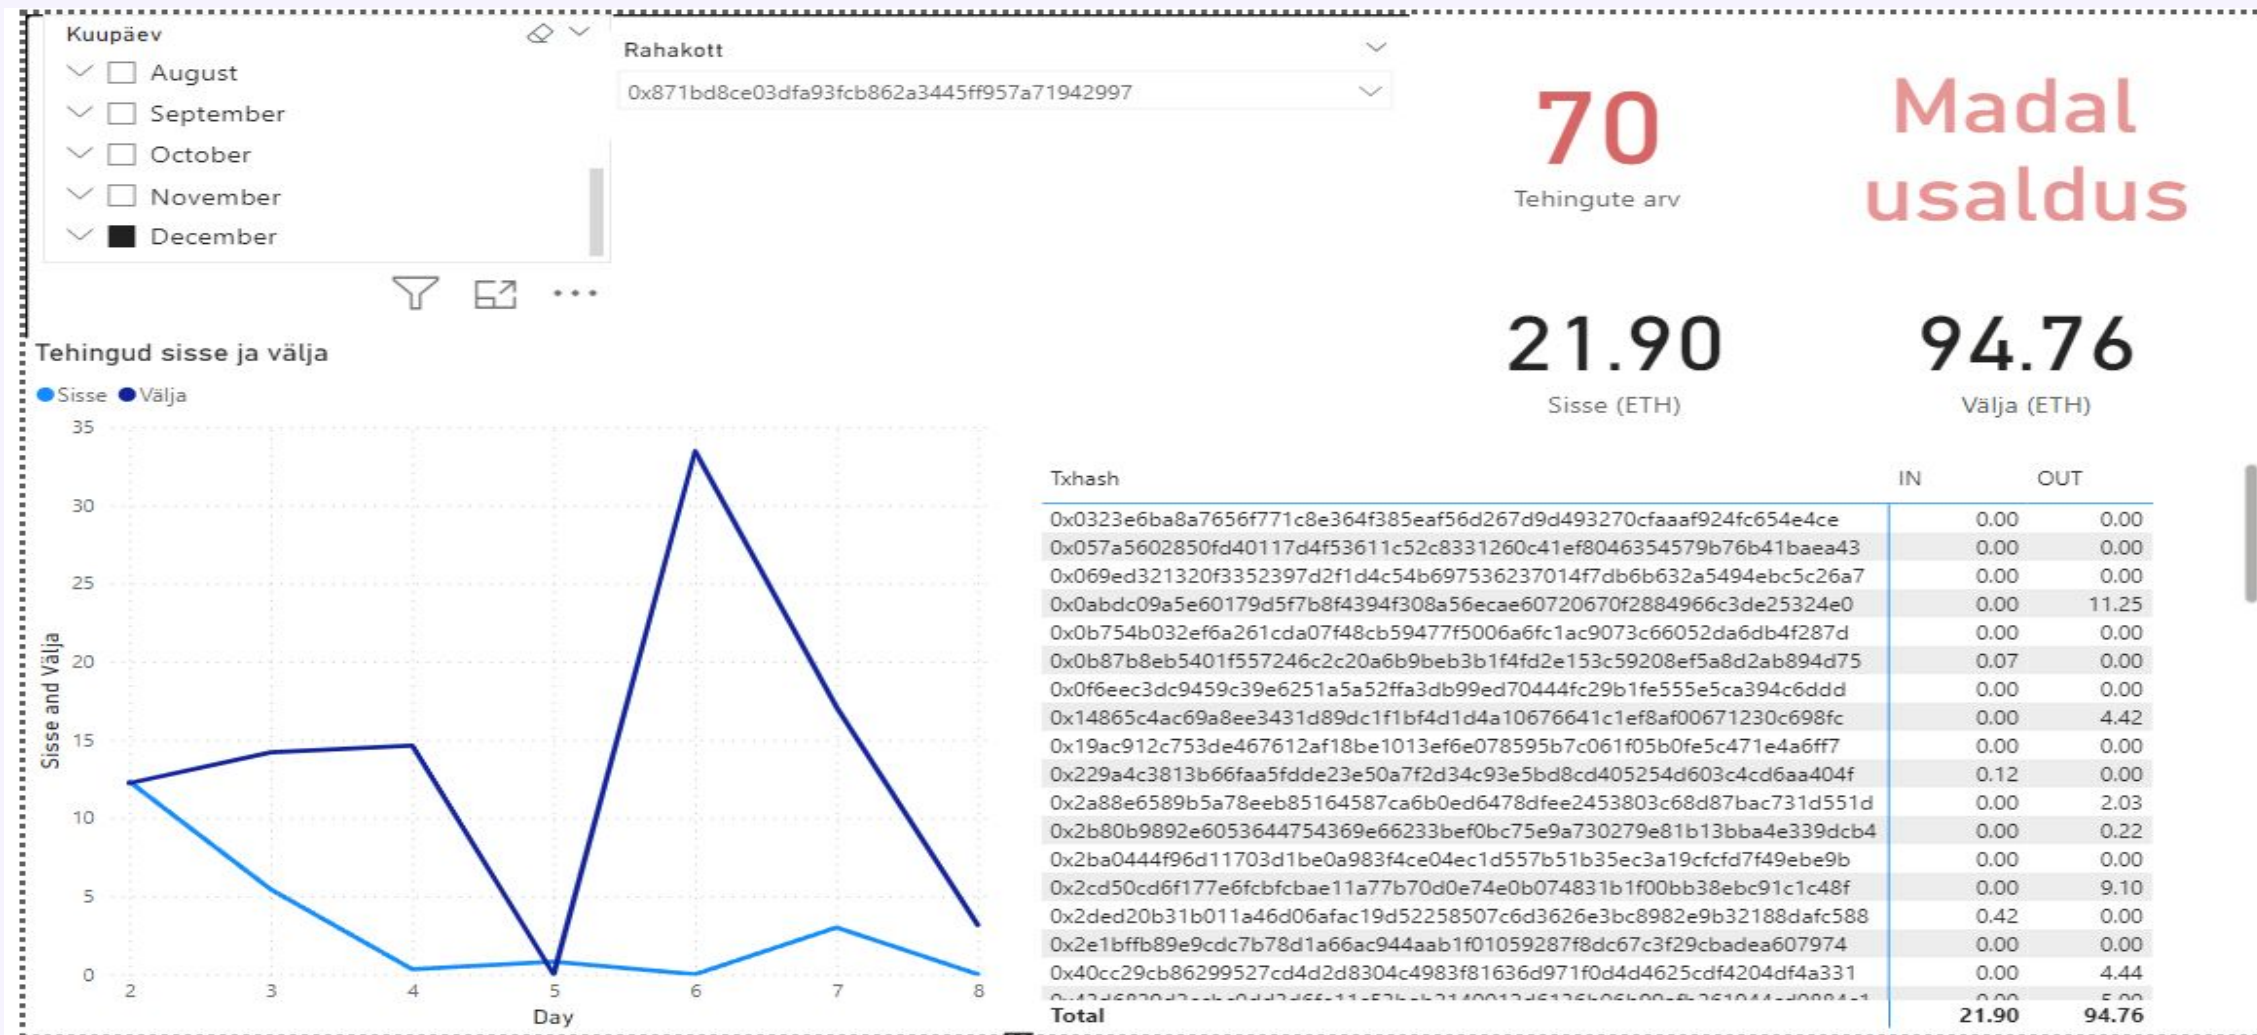 Kuupäev
August
September
October
November
December
Rahakott
0x871bd8ce03dfa93fcb862a3445ff957a71942997
70
Tehingute arv
Madal
usaldus
21.90
Sisse (ETH)
94.76
Välja (ETH)
Tehingud sisse ja välja
Sisse Välja
35
30
25
20
15
10
5
0
Sisse and Välja
2 3 4 5 6 7 8
Day
Txhash IN OUT
0x0323e6ba8a7656f771c8e364f385eaf56d267d9d493270cfaaaf924fc654e4ce 0.00 0.00
0x057a5602850fd40117d4f53611c52c8331260c41ef8046354579b76b41baea43 0.00 0.00
0x069ed321320f3352397d2f1d4c54b697536237014f7db6b632a5494ebc5c26a7 0.00 0.00
0x0abdc09a5e60179d5f7b8f4394f308a56ecae60720670f2884966c3de25324e0 0.00 11.25
0x0b754b032ef6a261cda07f48cb59477f5006a6fc1ac9073c66052da6db4f287d 0.00 0.00
0x0b87b8eb5401f557246c2c20a6b9beb3b1f4fd2e153c59208ef5a8d2ab894d75 0.07 0.00
0x0f6eec3dc9459c39e6251a5a52ffa3db99ed70444fc29b1fe555e5ca394c6ddd 0.00 0.00
0x14865c4ac69a8ee3431d89dc1f1bf4d1d4a10676641c1ef8af00671230c698fc 0.00 4.42
0x19ac912c753de467612af18be1013ef6e078595b7c061f05b0fe5c471e4a6ff7 0.00 0.00
0x229a4c3813b66faa5fdde23e50a7f2d34c93e5bd8cd405254d603c4cd6aa404f 0.12 0.00
0x2a88e6589b5a78eeb85164587ca6b0ed6478dfee2453803c68d87bac731d551d 0.00 2.03
0x2b80b9892e6053644754369e66233bef0bc75e9a730279e81b13bba4e339dcb4 0.00 0.22
0x2ba0444f96d11703d1be0a983f4ce04ec1d557b51b35ec3a19cfcfd7f49ebe9b 0.00 0.00
0x2cd50cd6f177e6fcbfcbae11a77b70d0e74e0b074831b1f00bb38ebc91c1c48f 0.00 9.10
0x2ded20b31b011a46d06afac19d52258507c6d3626e3bc8982e9b32188dafc588 0.42 0.00
0x2e1bffb89e9cdc7b78d1a66ac944aab1f01059287f8dc67c3f29cbadea607974 0.00 0.00
0x40cc29cb86299527cd4d2d8304c4983f81636d971f0d4d4625cdf4204df4a331 0.00 4.44
Total 21.90 94.76